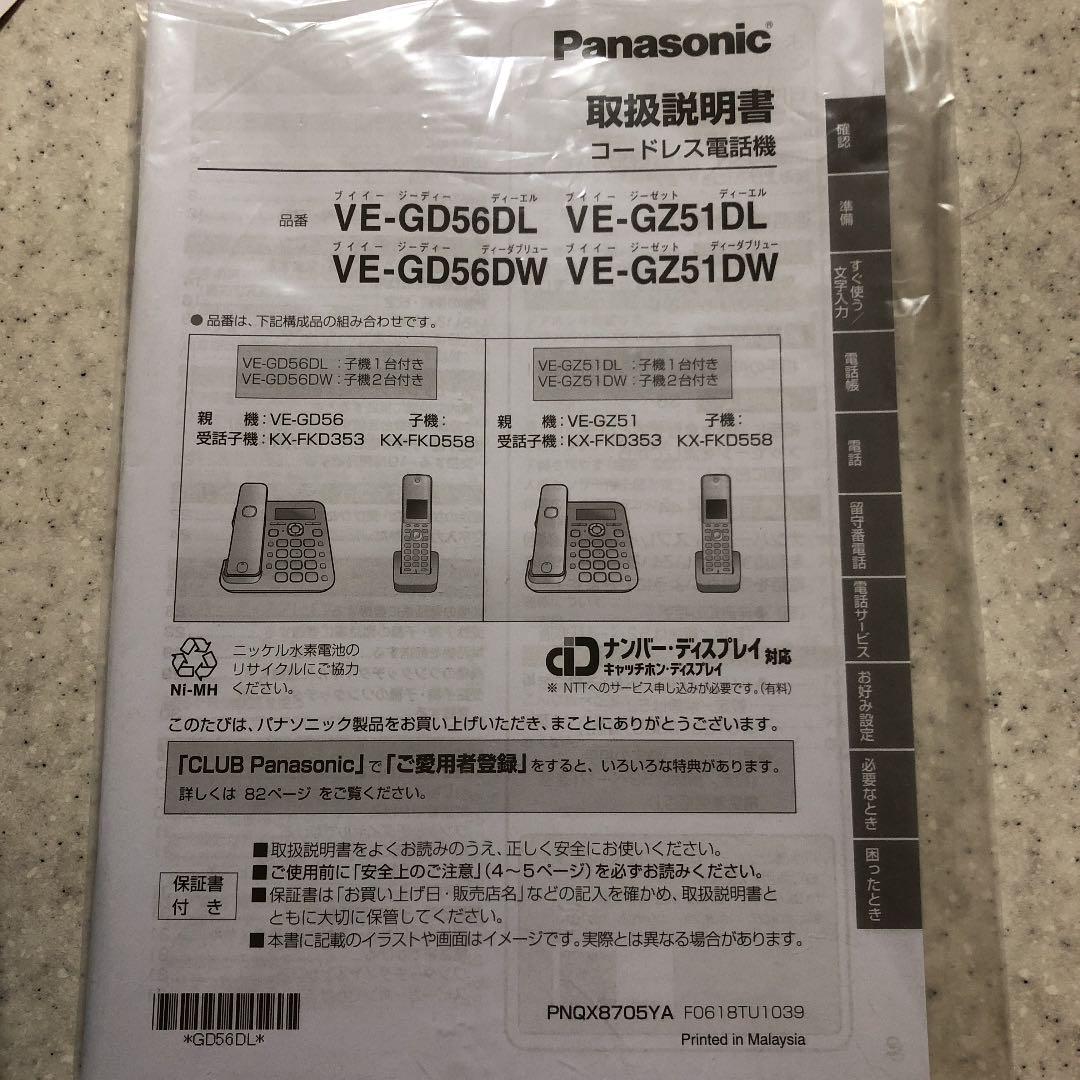 Panasonic®
取扱説明書
コードレス電話機
ブイイー ジーディー ディーエル ブイイー ジーゼット ディーエル
品番 VE-GD56DL VE-GZ51DL
ブイイー ジーディー ディーダブリュー ブイイー ジーゼット ディーダブリュー
VE-GD56DW VE-GZ51DW
●品番は、下記構成品の組み合わせです。
VE-GD56DL :子機1台付き
VE-GD56DW :子機2台付き
親 機:VE-GD56 子機:
受話子機:KX-FKD353 KX-FKD558
VE-GZ51DL :子機1台付き
VE-GZ51DW :子機2台付き
親 機:VE-GZ51 子機:
受話子機:KX-FKD353 KX-FKD558
Ni-MH
ニッケル水素電池の
リサイクルにご協力
ください。
iD ナンバー・ディスプレイ 対応
キャッチホン・ディスプレイ
※ NTTへのサービス申し込みが必要です。(有料)
このたびは、パナソニック製品をお買い上げいただき、まことにありがとうございます。
「CLUB Panasonic」で「ご愛用者登録」をすると、いろいろな特典があります。
詳しくは 82ページ をご覧ください。
保証書
付 き
■取扱説明書をよくお読みのうえ、正しく安全にお使いください。
■ご使用前に「安全上のご注意」(4〜5ページ)を必ずお読みください。
■保証書は「お買い上げ日・販売店名」などの記入を確かめ、取扱説明書と
ともに大切に保管してください。
■本書に記載のイラストや画面はイメージです。実際とは異なる場合があります。
*GD56DL*
PNQX8705YA F0618TU1039
Printed in Malaysia
確認
準備
すぐ使う/
文字入力
電話帳
電話
留守番電話
電話サービス
お好み設定
必要なとき
困ったとき